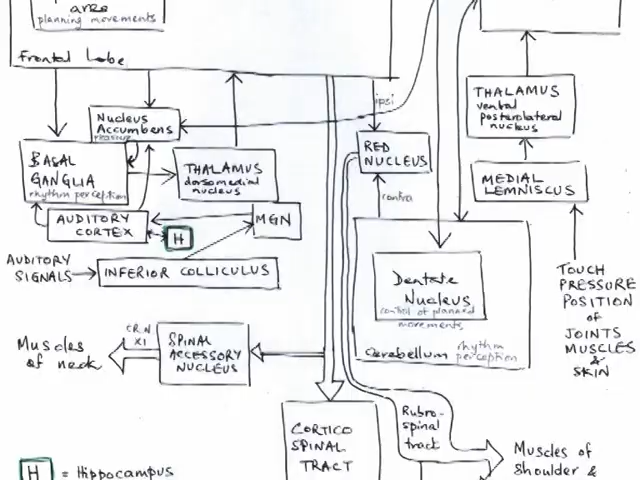 area
planning movements
Frontal Lobe
ipsi
Nucleus
Accumbens
pleasure
THALAMUS
ventral
posterolateral
nucleus
BASAL
GANGLIA
rhythm perception
THALAMUS
dorsomedial
nucleus
RED
NUCLEUS
MEDIAL
LEMNISCUS
contra
AUDITORY
CORTEX
H
MGN
AUDITORY
SIGNALS
INFERIOR COLLICULUS
Dentate
Nucleus
control of planned
movements
Cerebellum rhythm
perception
TOUCH
PRESSURE
POSITION
of
JOINTS
MUSCLES
&
SKIN
Muscles
of neck
CR.N
XI
SPINAL
ACCESSORY
NUCLEUS
CORTICO
SPINAL
TRACT
Rubro-
spinal
tract
Muscles of
Shoulder &
H = Hippocampus